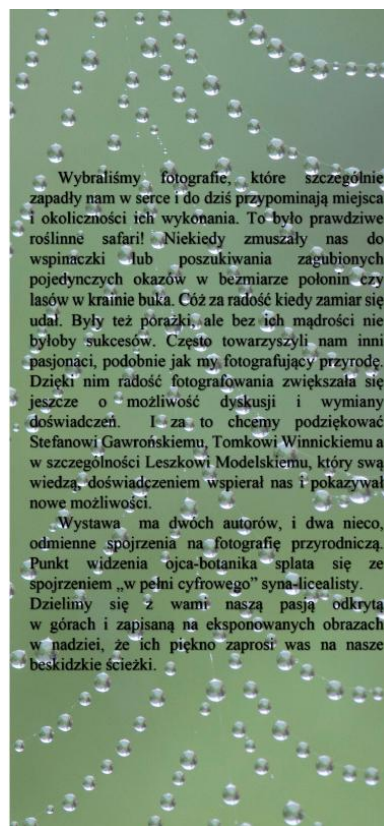 Wybraliśmy fotografie, które szczególnie
zapadły nam w serce i do dziś przypominają miejsca
i okoliczności ich wykonania. To było prawdziwe
roślinne safari! Niekiedy zmuszały nas do
wspinaczki lub poszukiwania zagubionych
pojedynczych okazów w bezmiarze połonin czy
lasów w krainie buka. Cóż za radość kiedy zamiar się
udał. Były też porażki, ale bez ich mądrości nie
byłoby sukcesów. Często towarzyszyli nam inni
pasjonaci, podobnie jak my fotografujący przyrodę.
Dzięki nim radość fotografowania zwiększała się
jeszcze o możliwość dyskusji i wymiany
doświadczeń. I za to chcemy podziękować
Stefanowi Gawrońskiemu, Tomkowi Winnickiemu a
w szczególności Leszkowi Modelskiemu, który swą
wiedzą, doświadczeniem wspierał nas i pokazywał
nowe możliwości.
Wystawa ma dwóch autorów, i dwa nieco,
odmienne spojrzenia na fotografię przyrodniczą.
Punkt widzenia ojca-botanika splata się ze
spojrzeniem „w pełni cyfrowego” syna-licealisty.
Dzielimy się z wami naszą pasją odkrytą
w górach i zapisaną na eksponowanych obrazach
w nadziei, że ich piękno zaprosi was na nasze
beskidzkie ścieżki.